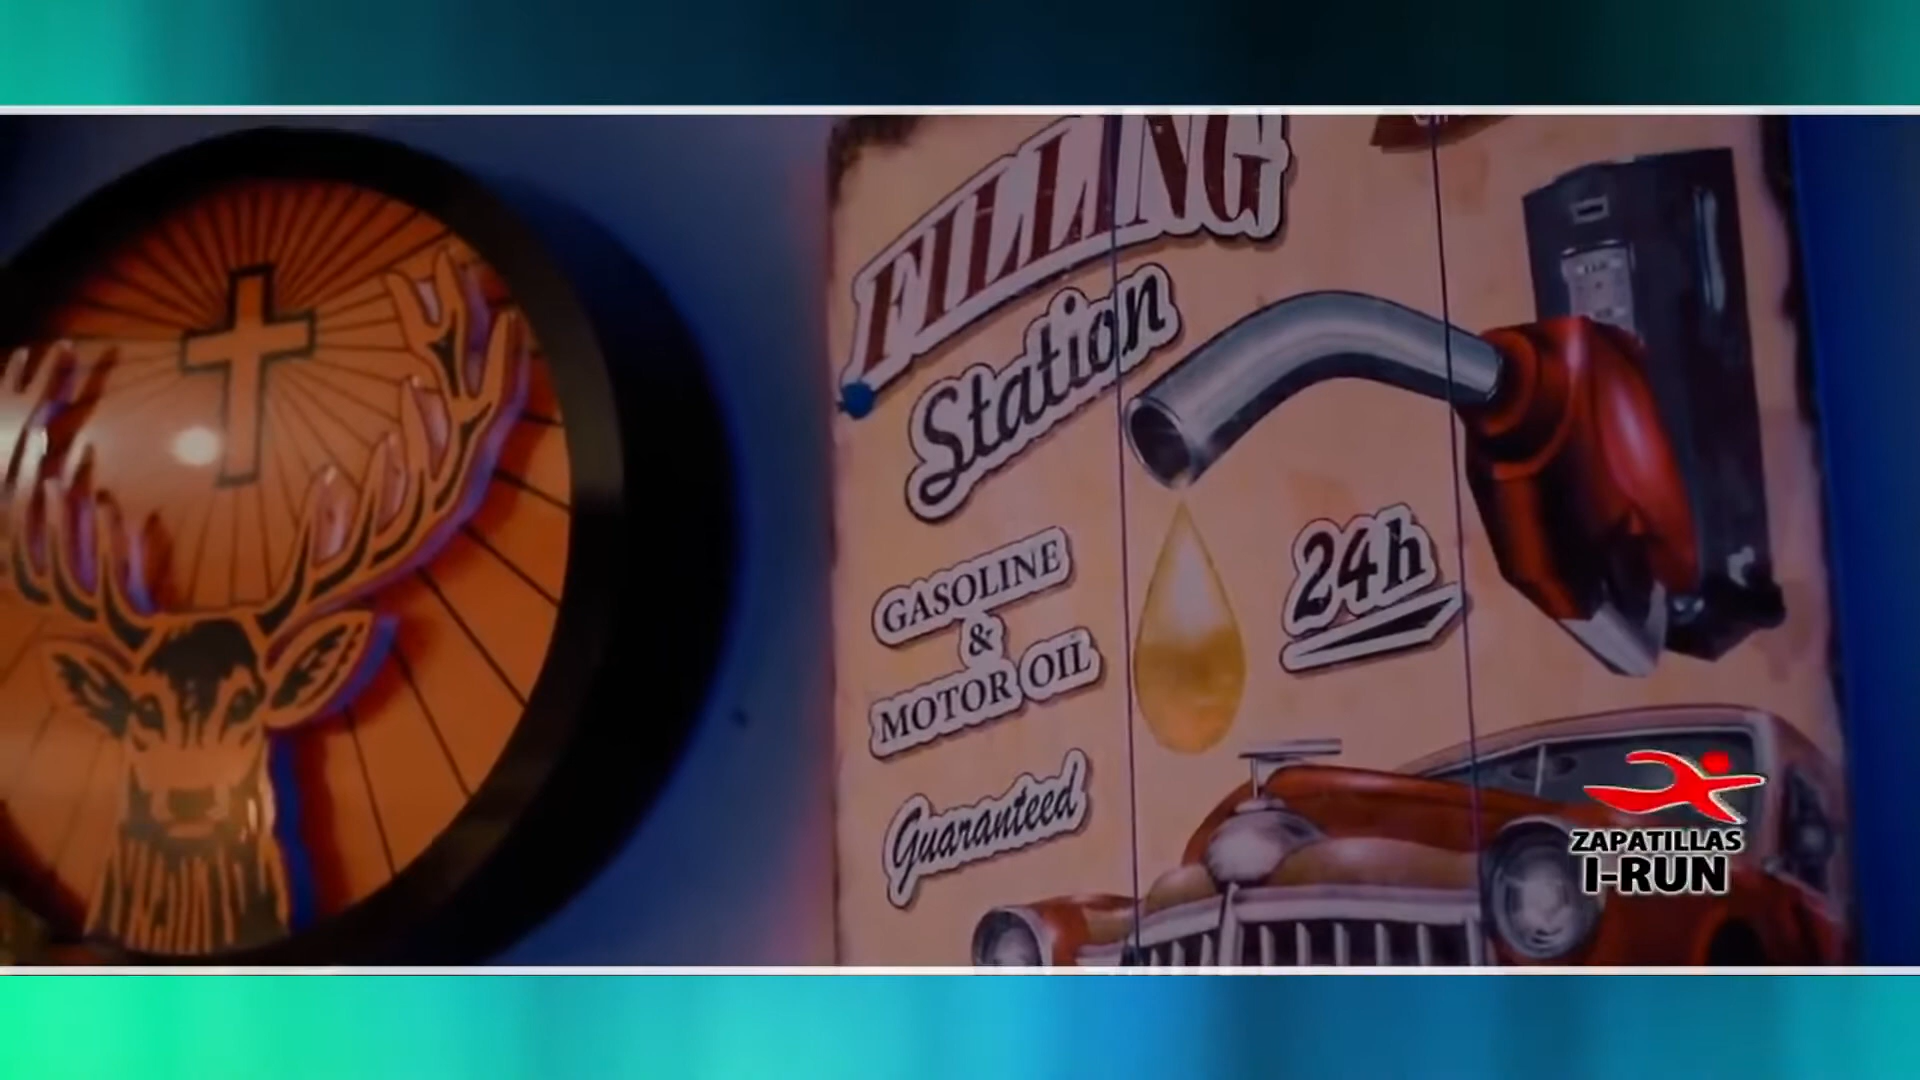 FILLING
Station
24h
GASOLINE
&
MOTOR OIL
Guaranteed
ZAPATILLAS
I-RUN